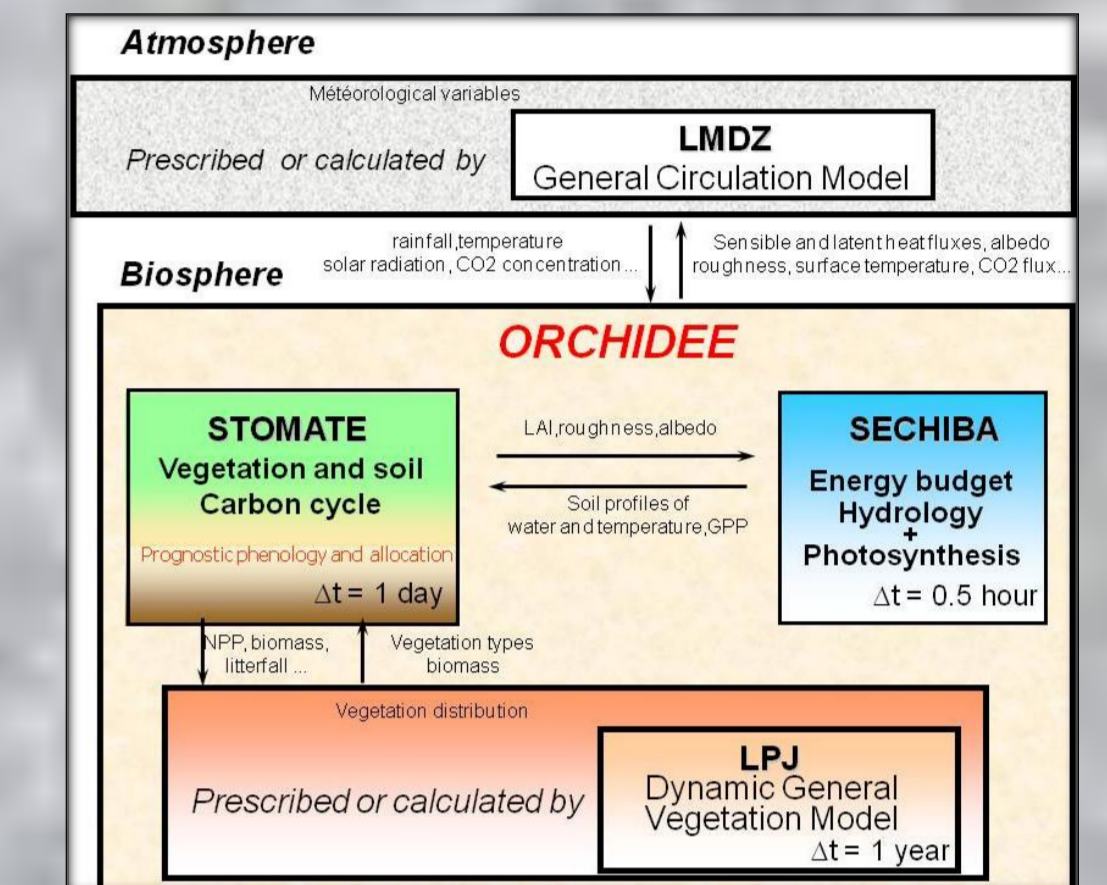 Atmosphere
Météorological variables
Prescribed or calculated by
LMDZ
General Circulation Model
rainfall,temperature
solar radiation, CO2 concentration...
Sensible and latent heat fluxes, albedo
roughness, surface temperature, CO2 flux...
Biosphere
ORCHIDEE
STOMATE
Vegetation and soil
Carbon cycle
Prognostic phenology and allocation
Δt = 1 day
LAI,roughness,albedo
Soil profiles of
water and temperature,GPP
SECHIBA
Energy budget
Hydrology
+
Photosynthesis
Δt = 0.5 hour
NPP, biomass,
litterfall ...
Vegetation types
biomass
Vegetation distribution
Prescribed or calculated by
LPJ
Dynamic General
Vegetation Model
Δt = 1 year